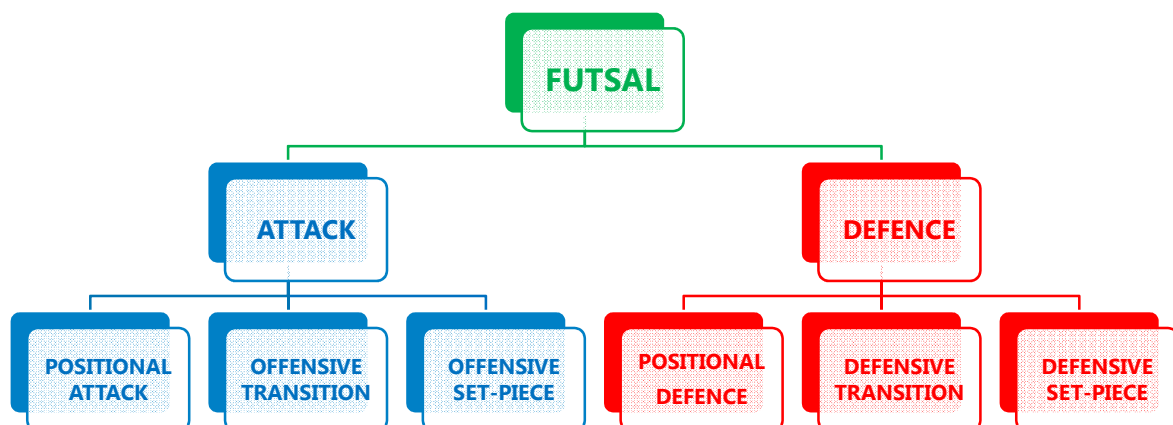 FUTSAL
ATTACK
DEFENCE
POSITIONAL
ATTACK
OFFENSIVE
TRANSITION
OFFENSIVE
SET-PIECE
POSITIONAL
DEFENCE
DEFENSIVE
TRANSITION
DEFENSIVE
SET-PIECE